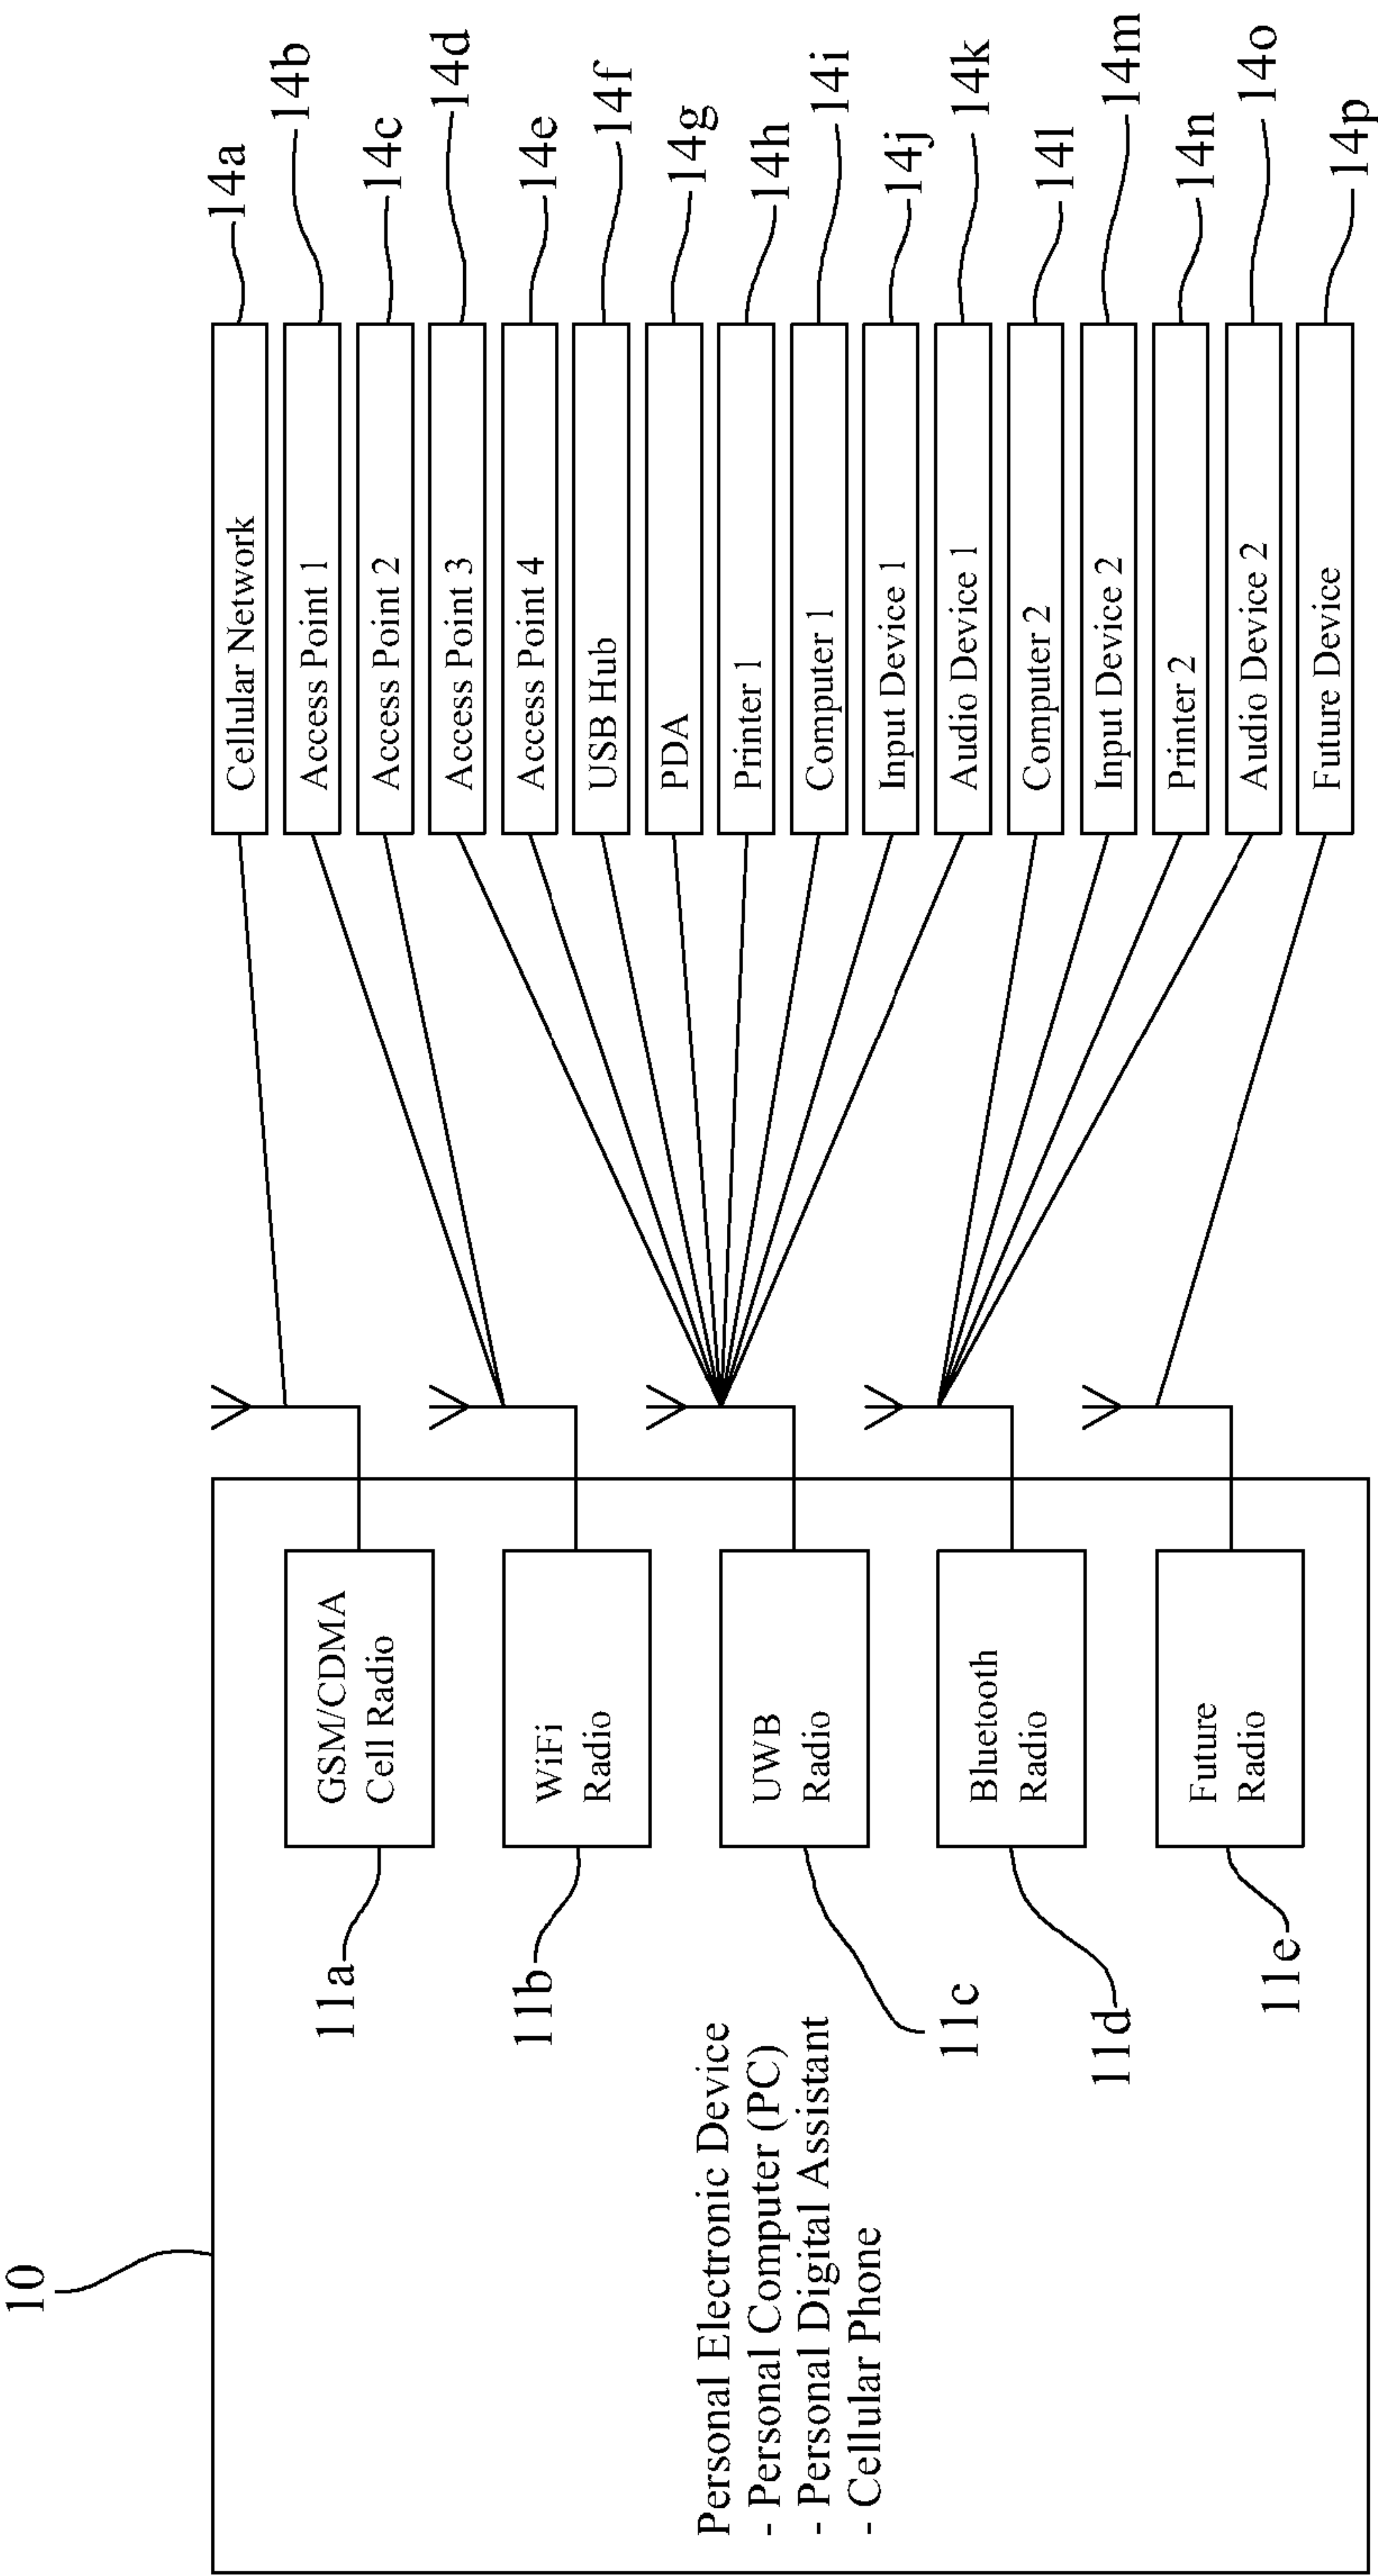 10
Personal Electronic Device
- Personal Computer (PC)
- Personal Digital Assistant
- Cellular Phone
11a
GSM/CDMA
Cell Radio
11b
WiFi
Radio
11c
UWB
Radio
11d
Bluetooth
Radio
11e
Future
Radio
Cellular Network
14a
Access Point 1
14b
Access Point 2
14c
Access Point 3
14d
Access Point 4
14e
USB Hub
14f
PDA
14g
Printer 1
14h
Computer 1
14i
Input Device 1
14j
Audio Device 1
14k
Computer 2
14l
Input Device 2
14m
Printer 2
14n
Audio Device 2
14o
Future Device
14p